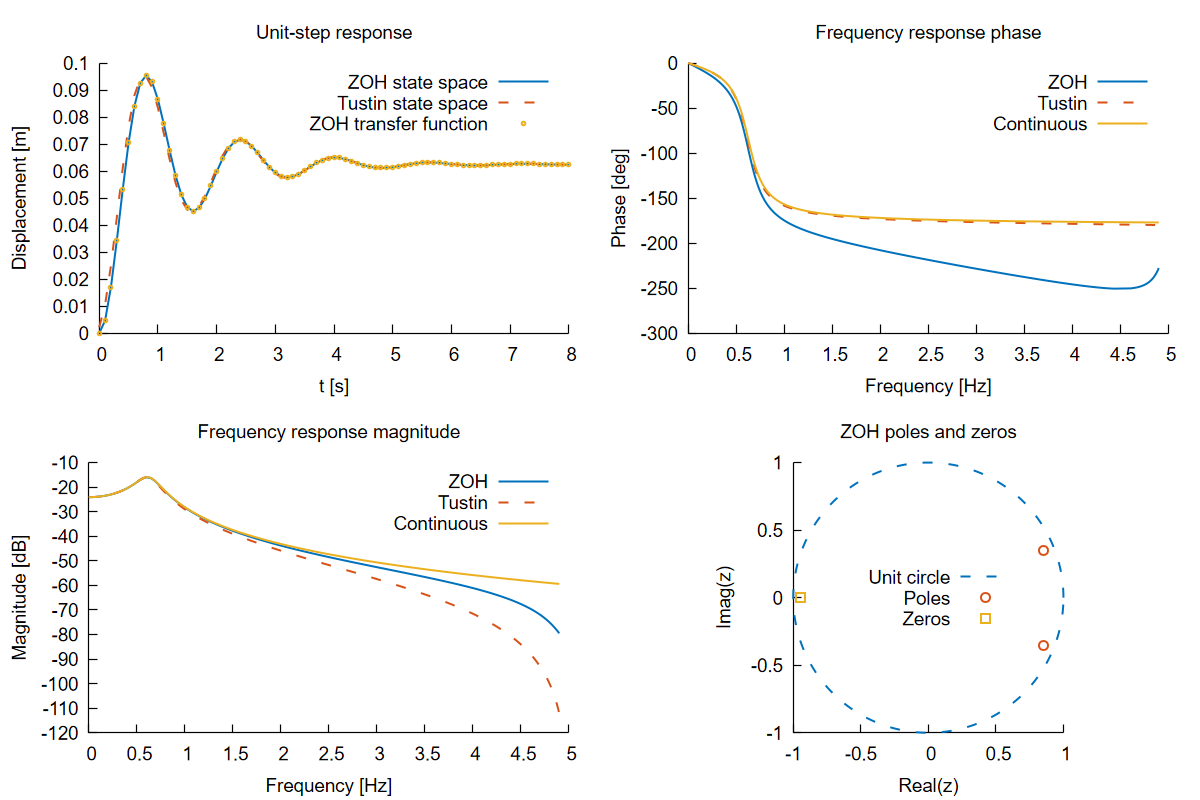 Unit-step response
0.1
0.09
0.08
0.07
0.06
0.05
0.04
0.03
0.02
0.01
0
Displacement [m]
ZOH state space
Tustin state space
ZOH transfer function
0 1 2 3 4 5 6 7 8
t [s]
Frequency response phase
0
-50
-100
-150
-200
-250
-300
Phase [deg]
ZOH
Tustin
Continuous
0 0.5 1 1.5 2 2.5 3 3.5 4 4.5 5
Frequency [Hz]
Frequency response magnitude
-10
-20
-30
-40
-50
-60
-70
-80
-90
-100
-110
-120
Magnitude [dB]
ZOH
Tustin
Continuous
0 0.5 1 1.5 2 2.5 3 3.5 4 4.5 5
Frequency [Hz]
ZOH poles and zeros
1
0.5
0
-0.5
-1
Imag(z)
Unit circle
Poles
Zeros
-1 -0.5 0 0.5 1
Real(z)